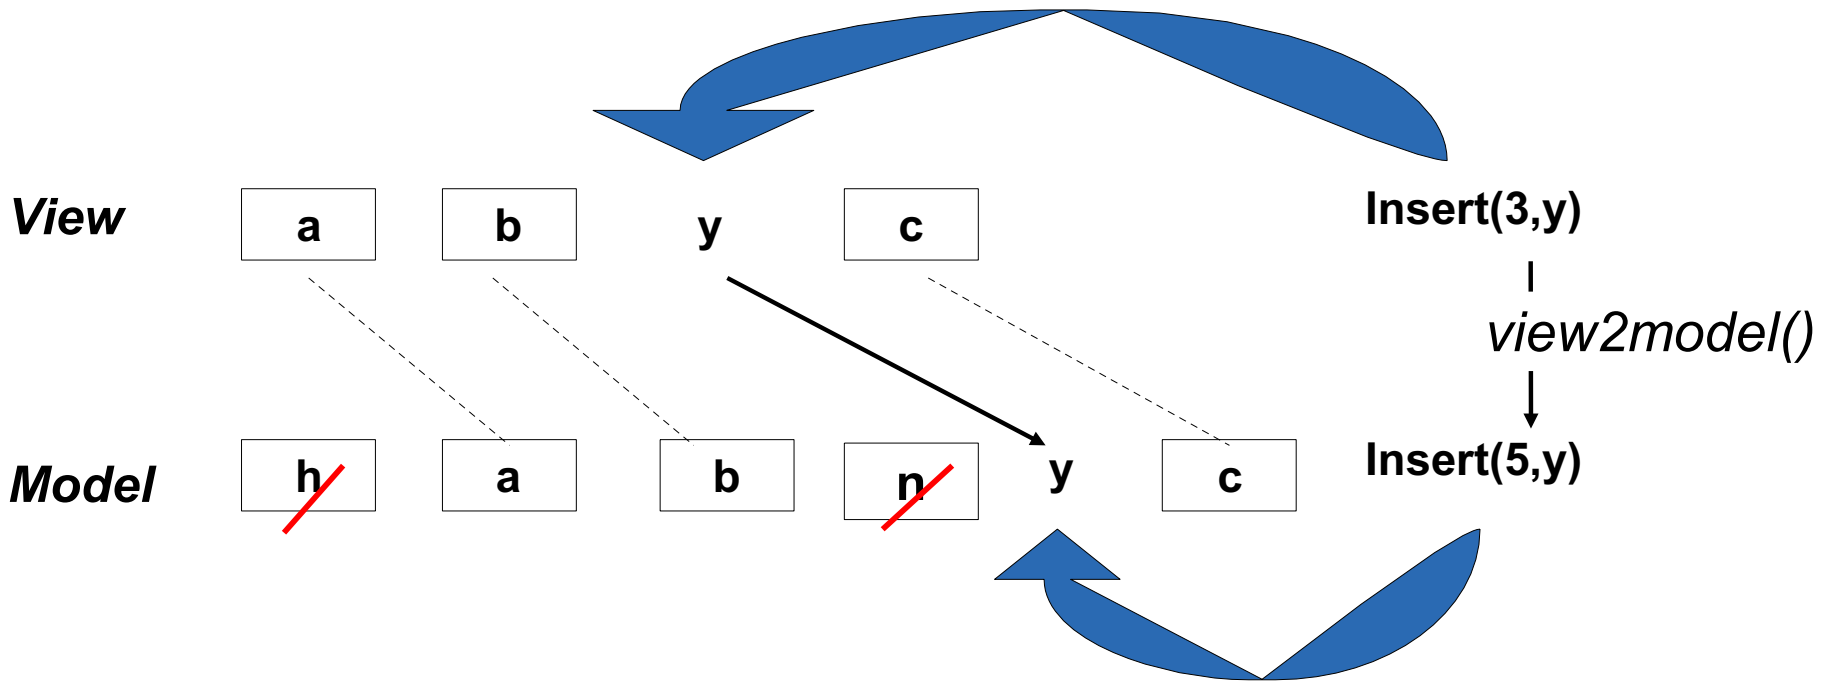 View a b y c Insert(3,y)
view2model()
Model h a b n y c Insert(5,y)